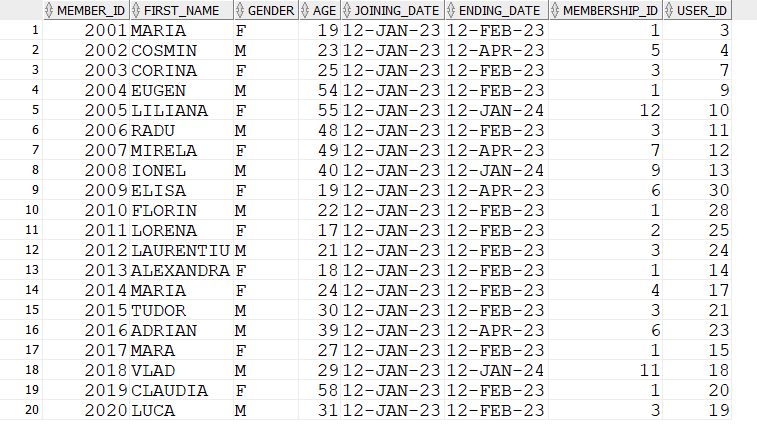 MEMBER_ID FIRST_NAME GENDER AGE JOINING_DATE ENDING_DATE MEMBERSHIP_ID USER_ID
1 2001 MARIA F 19 12-JAN-23 12-FEB-23 1 3
2 2002 COSMIN M 23 12-JAN-23 12-APR-23 5 4
3 2003 CORINA F 25 12-JAN-23 12-FEB-23 3 7
4 2004 EUGEN M 54 12-JAN-23 12-FEB-23 1 9
5 2005 LILIANA F 55 12-JAN-23 12-JAN-24 12 10
6 2006 RADU M 48 12-JAN-23 12-FEB-23 3 11
7 2007 MIRELA F 49 12-JAN-23 12-APR-23 7 12
8 2008 IONEL M 40 12-JAN-23 12-JAN-24 9 13
9 2009 ELISA F 19 12-JAN-23 12-APR-23 6 30
10 2010 FLORIN M 22 12-JAN-23 12-FEB-23 1 28
11 2011 LORENA F 17 12-JAN-23 12-FEB-23 2 25
12 2012 LAURENTIU M 21 12-JAN-23 12-FEB-23 3 24
13 2013 ALEXANDRA F 18 12-JAN-23 12-FEB-23 1 14
14 2014 MARIA F 24 12-JAN-23 12-FEB-23 4 17
15 2015 TUDOR M 30 12-JAN-23 12-FEB-23 3 21
16 2016 ADRIAN M 39 12-JAN-23 12-APR-23 6 23
17 2017 MARA F 27 12-JAN-23 12-FEB-23 1 15
18 2018 VLAD M 29 12-JAN-23 12-JAN-24 11 18
19 2019 CLAUDIA F 58 12-JAN-23 12-FEB-23 1 20
20 2020 LUCA M 31 12-JAN-23 12-FEB-23 3 19